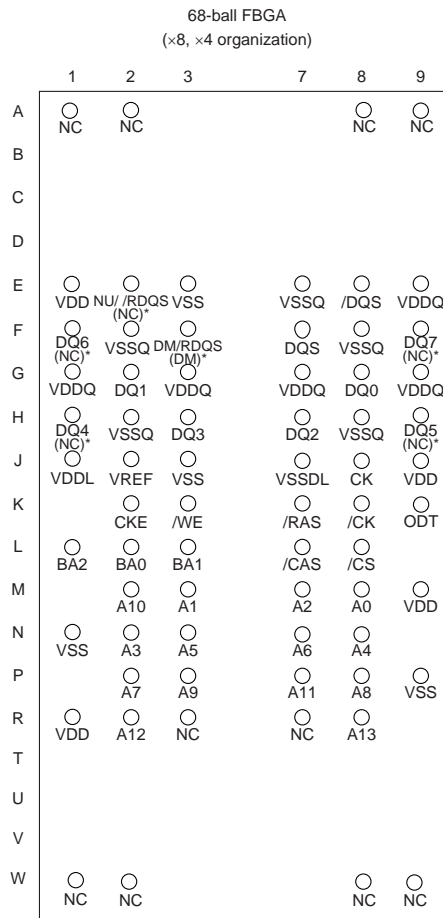 68-ball FBGA
(×8, ×4 organization)
1 2 3 7 8 9
A
NC NC NC NC
B
C
D
E
VDD NU/ /RDQS VSS VSSQ /DQS VDDQ
(NC)*
F
DQ6 VSSQ DM/RDQS DQS VSSQ DQ7
(NC)* (DM)* (NC)*
G
VDDQ DQ1 VDDQ VDDQ DQ0 VDDQ
H
DQ4 VSSQ DQ3 DQ2 VSSQ DQ5
(NC)* (NC)*
J
VDDL VREF VSS VSSDL CK VDD
K
CKE /WE /RAS /CK ODT
L
BA2 BA0 BA1 /CAS /CS
M
A10 A1 A2 A0 VDD
N
VSS A3 A5 A6 A4
P
A7 A9 A11 A8 VSS
R
VDD A12 NC NC A13
T
U
V
W
NC NC NC NC